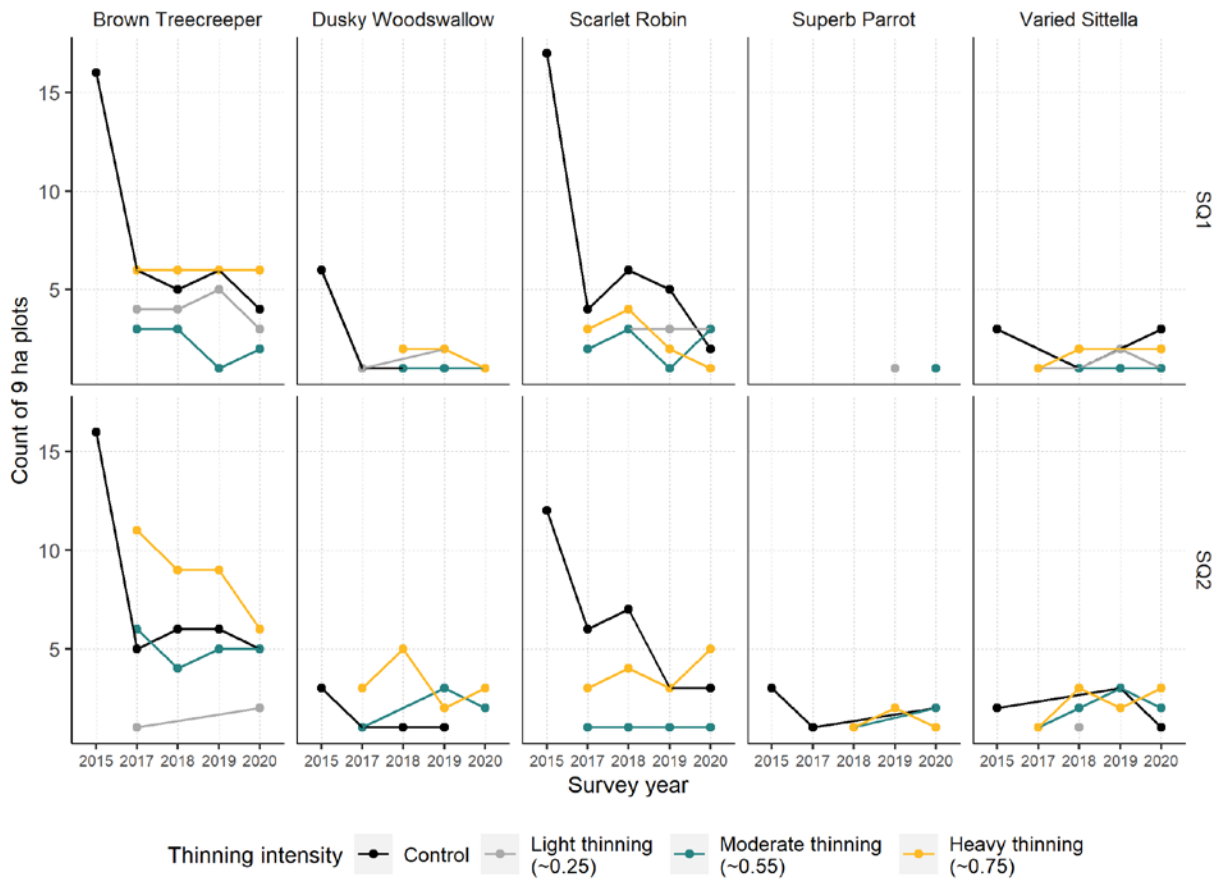 Brown Treecreeper
Dusky Woodswallow
Scarlet Robin
Superb Parrot
Varied Sittella
15
10
5
SQ1
Count of 9 ha plots
15
10
5
SQ2
2015 2017 2018 2019 2020
2015 2017 2018 2019 2020
2015 2017 2018 2019 2020
2015 2017 2018 2019 2020
2015 2017 2018 2019 2020
Survey year
Thinning intensity
Control
Light thinning
(~0.25)
Moderate thinning
(~0.55)
Heavy thinning
(~0.75)